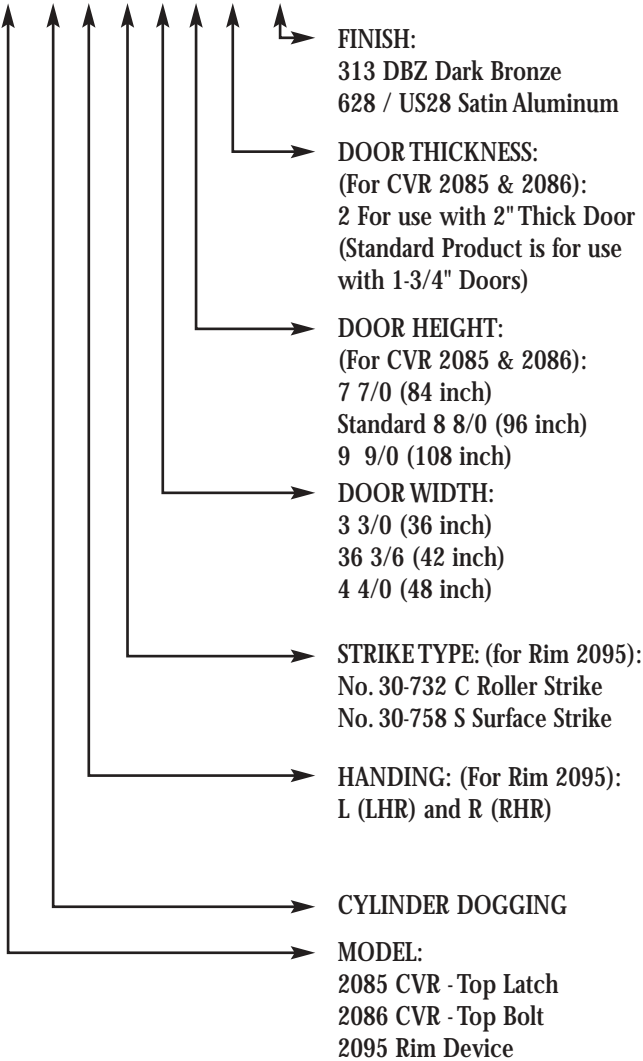 FINISH:
313 DBZ Dark Bronze
628 / US28 Satin Aluminum
DOOR THICKNESS:
(For CVR 2085 & 2086):
2 For use with 2" Thick Door
(Standard Product is for use
with 1-3/4" Doors)
DOOR HEIGHT:
(For CVR 2085 & 2086):
7 7/0 (84 inch)
Standard 8 8/0 (96 inch)
9 9/0 (108 inch)
DOOR WIDTH:
3 3/0 (36 inch)
36 3/6 (42 inch)
4 4/0 (48 inch)
STRIKE TYPE: (for Rim 2095):
No. 30-732 C Roller Strike
No. 30-758 S Surface Strike
HANDING: (For Rim 2095):
L (LHR) and R (RHR)
CYLINDER DOGGING
MODEL:
2085 CVR - Top Latch
2086 CVR - Top Bolt
2095 Rim Device